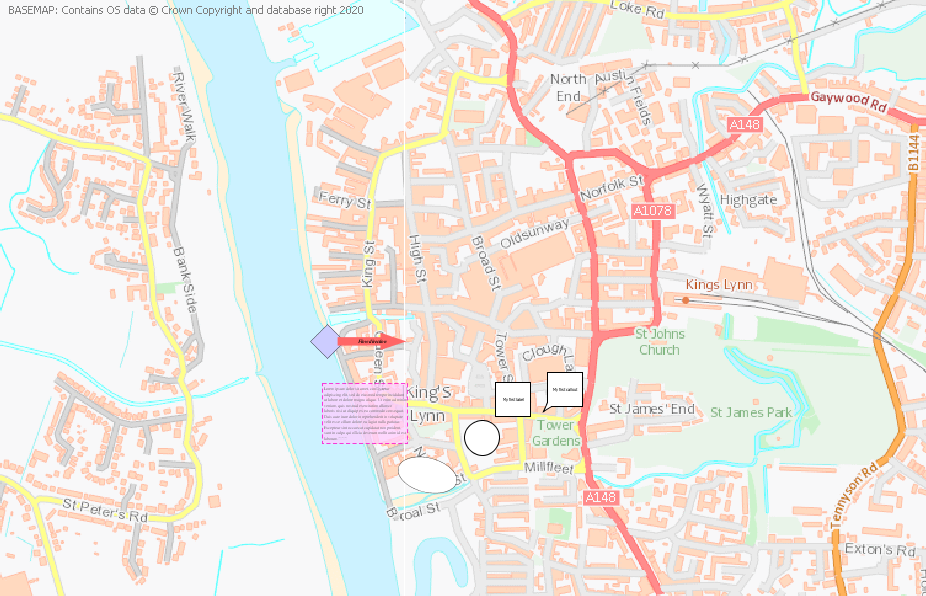 BASEMAP: Contains OS data © Crown Copyright and database right 2020
Loke Rd
North
End
Austin Fields
A148
Gaywood Rd
B1144
River Walk
Norfolk St
Highgate
Wyatt St
Ferry St
A1078
Oldsunway
King St
High St
Broad St
Bank Side
Kings Lynn
St Johns
Church
Tower St
Clough La
Queen St
My first label
My first callout
King's
Lynn
St James' End
St James Park
Tower
Gardens
Millfleet
St
A148
St Peter's Rd
Tennyson Rd
Exton's Rd